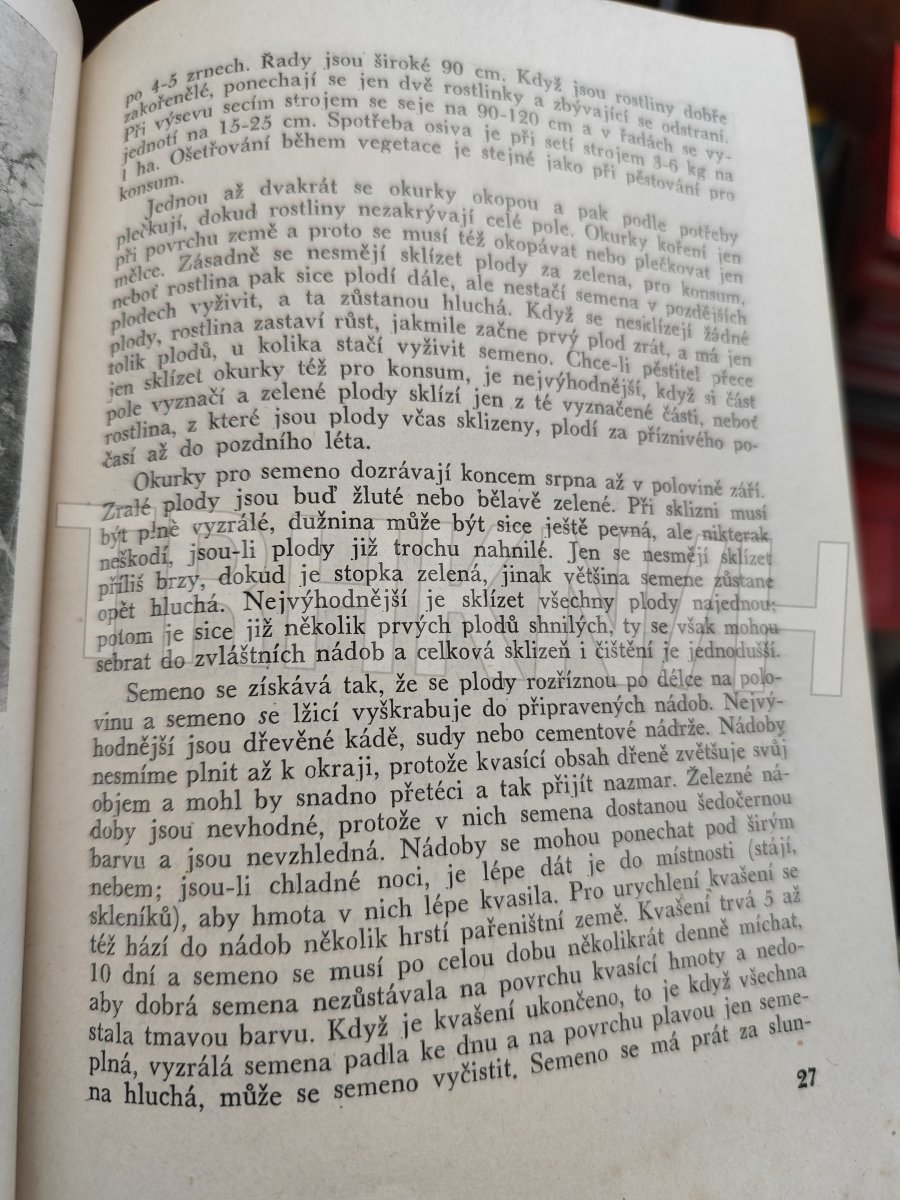 po 4-5 zrnech. Řady jsou široké 90 cm. Když jsou rostliny dobře
zakořenělé, ponechají se jen dvě rostlinky a zbývající se odstraní.
Při výsevu secím strojem se seje na 90-120 cm a v řadách se vy-
jednotí na 15-25 cm. Spotřeba osiva je při setí strojem 3-6 kg na
1 ha. Ošetřování během vegetace je stejné jako při pěstování pro
konsum.
Jednou až dvakrát se okurky okopou a pak podle potřeby
plečkují, dokud rostliny nezakrývají celé pole. Okurky koření jen
při povrchu země a proto se musí též okopávat nebo plečkovat jen
mělce. Zásadně se nesmějí sklízet plody za zelena, pro konsum,
neboť rostlina pak sice plodí dále, ale nestačí semena v pozdějších
plodech vyživit, a ta zůstanou hluchá. Když se nesklízejí žádné
plody, rostlina zastaví růst, jakmile začne prvý plod zrát, a má jen
tolik plodů, u kolika stačí vyživit semeno. Chce-li pěstitel přece
jen sklízet okurky též pro konsum, je nejvýhodnější, když si část
pole vyznačí a zelené plody sklízí jen z té vyznačené části, neboť
rostlina, z které jsou plody včas sklizeny, plodí za příznivého po-
časí až do pozdního léta.
Okurky pro semeno dozrávají koncem srpna až v polovině září.
Zralé plody jsou buď žluté nebo bělavě zelené. Při sklizni musí
být plně vyzrálé, dužnina může být sice ještě pevná, ale nikterak
neškodí, jsou-li plody již trochu nahnilé. Jen se nesmějí sklízet
příliš brzy, dokud je stopka zelená, jinak většina semene zůstane
opět hluchá. Nejvýhodnější je sklízet všechny plody najednou;
potom je sice již několik prvých plodů shnilých, ty se však mohou
sebrat do zvláštních nádob a celková sklizeň i čištění je jednodušší.
Semeno se získává tak, že se plody rozříznou po délce na polo-
vinu a semeno se lžicí vyškrabuje do připravených nádob. Nejvý-
hodnější jsou dřevěné kádě, sudy nebo cementové nádrže. Nádoby
nesmíme plnit až k okraji, protože kvasící obsah dřeně zvětšuje svůj
objem a mohl by snadno přetéci a tak přijít nazmar. Železné ná-
doby jsou nevhodné, protože v nich semena dostanou šedočernou
barvu a jsou nevzhledná. Nádoby se mohou ponechat pod širým
nebem; jsou-li chladné noci, je lépe dát je do místnosti (stájí,
skleníků), aby hmota v nich lépe kvasila. Pro urychlení kvašení se
též hází do nádob několik hrstí pařeništní země. Kvašení trvá 5 až
10 dní a semeno se musí po celou dobu několikrát denně míchat,
aby dobrá semena nezůstávala na povrchu kvasící hmoty a nedo-
stala tmavou barvu. Když je kvašení ukončeno, to je když všechna
plná, vyzrálá semena padla ke dnu a na povrchu plavou jen seme-
na hluchá, může se semeno vyčistit. Semeno se má prát za slun-
27
TRHKNIH